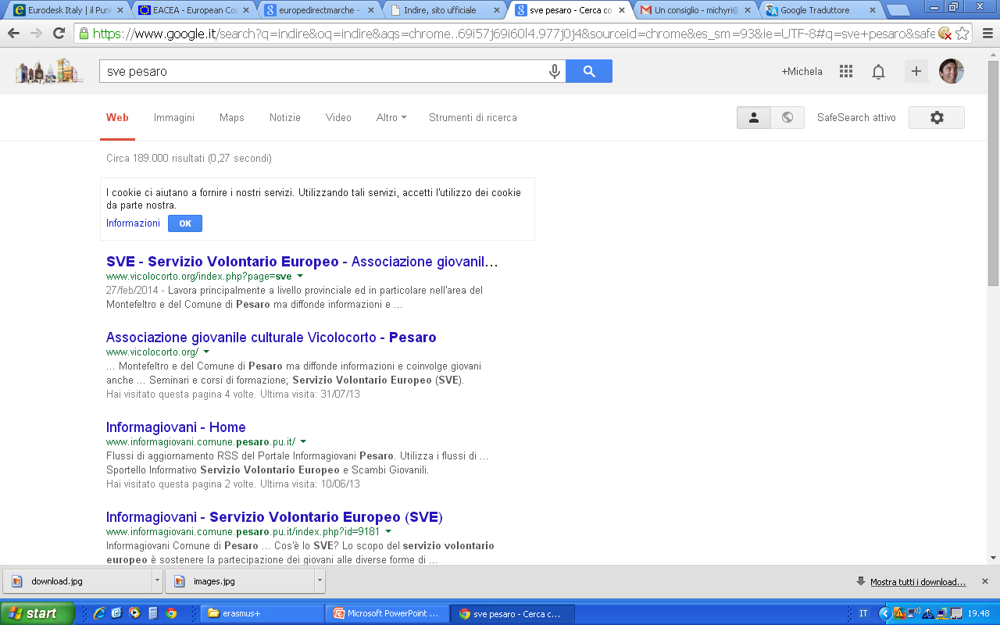 Eurodesk Italy | il Pun
EACEA - European Co
europedirectmarche -
Indire, sito ufficiale
sve pesaro - Cerca co
Un consiglio - michyri@
Google Traduttore
https://www.google.it/search?q=indire&oq=indire&aqs=chrome..69i57j69i60l4.977j0j4&sourceid=chrome&es_sm=93&ie=UTF-8#q=sve+pesaro&safe
sve pesaro
+Michela
Web Immagini Maps Notizie Video Altro Strumenti di ricerca SafeSearch attivo
Circa 189.000 risultati (0,27 secondi)
I cookie ci aiutano a fornire i nostri servizi. Utilizzando tali servizi, accetti l'utilizzo dei cookie
da parte nostra.
Informazioni OK
SVE - Servizio Volontario Europeo - Associazione giovanil...
www.vicolocorto.org/index.php?page=sve
27/feb/2014 - Lavora principalmente a livello provinciale ed in particolare nell'area del
Montefeltro e del Comune di Pesaro ma diffonde informazioni e ...
Associazione giovanile culturale Vicolocorto - Pesaro
www.vicolocorto.org/
... Montefeltro e del Comune di Pesaro ma diffonde informazioni e coinvolge giovani
anche ... Seminari e corsi di formazione; Servizio Volontario Europeo (SVE).
Hai visitato questa pagina 4 volte. Ultima visita: 31/07/13
Informagiovani - Home
www.informagiovani.comune.pesaro.pu.it/
Flussi di aggiornamento RSS del Portale Informagiovani Pesaro. Utilizza i flussi di ...
Sportello Informativo Servizio Volontario Europeo e Scambi Giovanili.
Hai visitato questa pagina 2 volte. Ultima visita: 10/06/13
Informagiovani - Servizio Volontario Europeo (SVE)
www.informagiovani.comune.pesaro.pu.it/index.php?id=9181
Informagiovani Comune di Pesaro ... Cos'è lo SVE? Lo scopo del servizio volontario
europeo è sostenere la partecipazione dei giovani alle diverse forme di ...
download.jpg
images.jpg
Mostra tutti i download...
start
erasmus+
Microsoft PowerPoint ...
sve pesaro - Cerca c...
IT
19.48